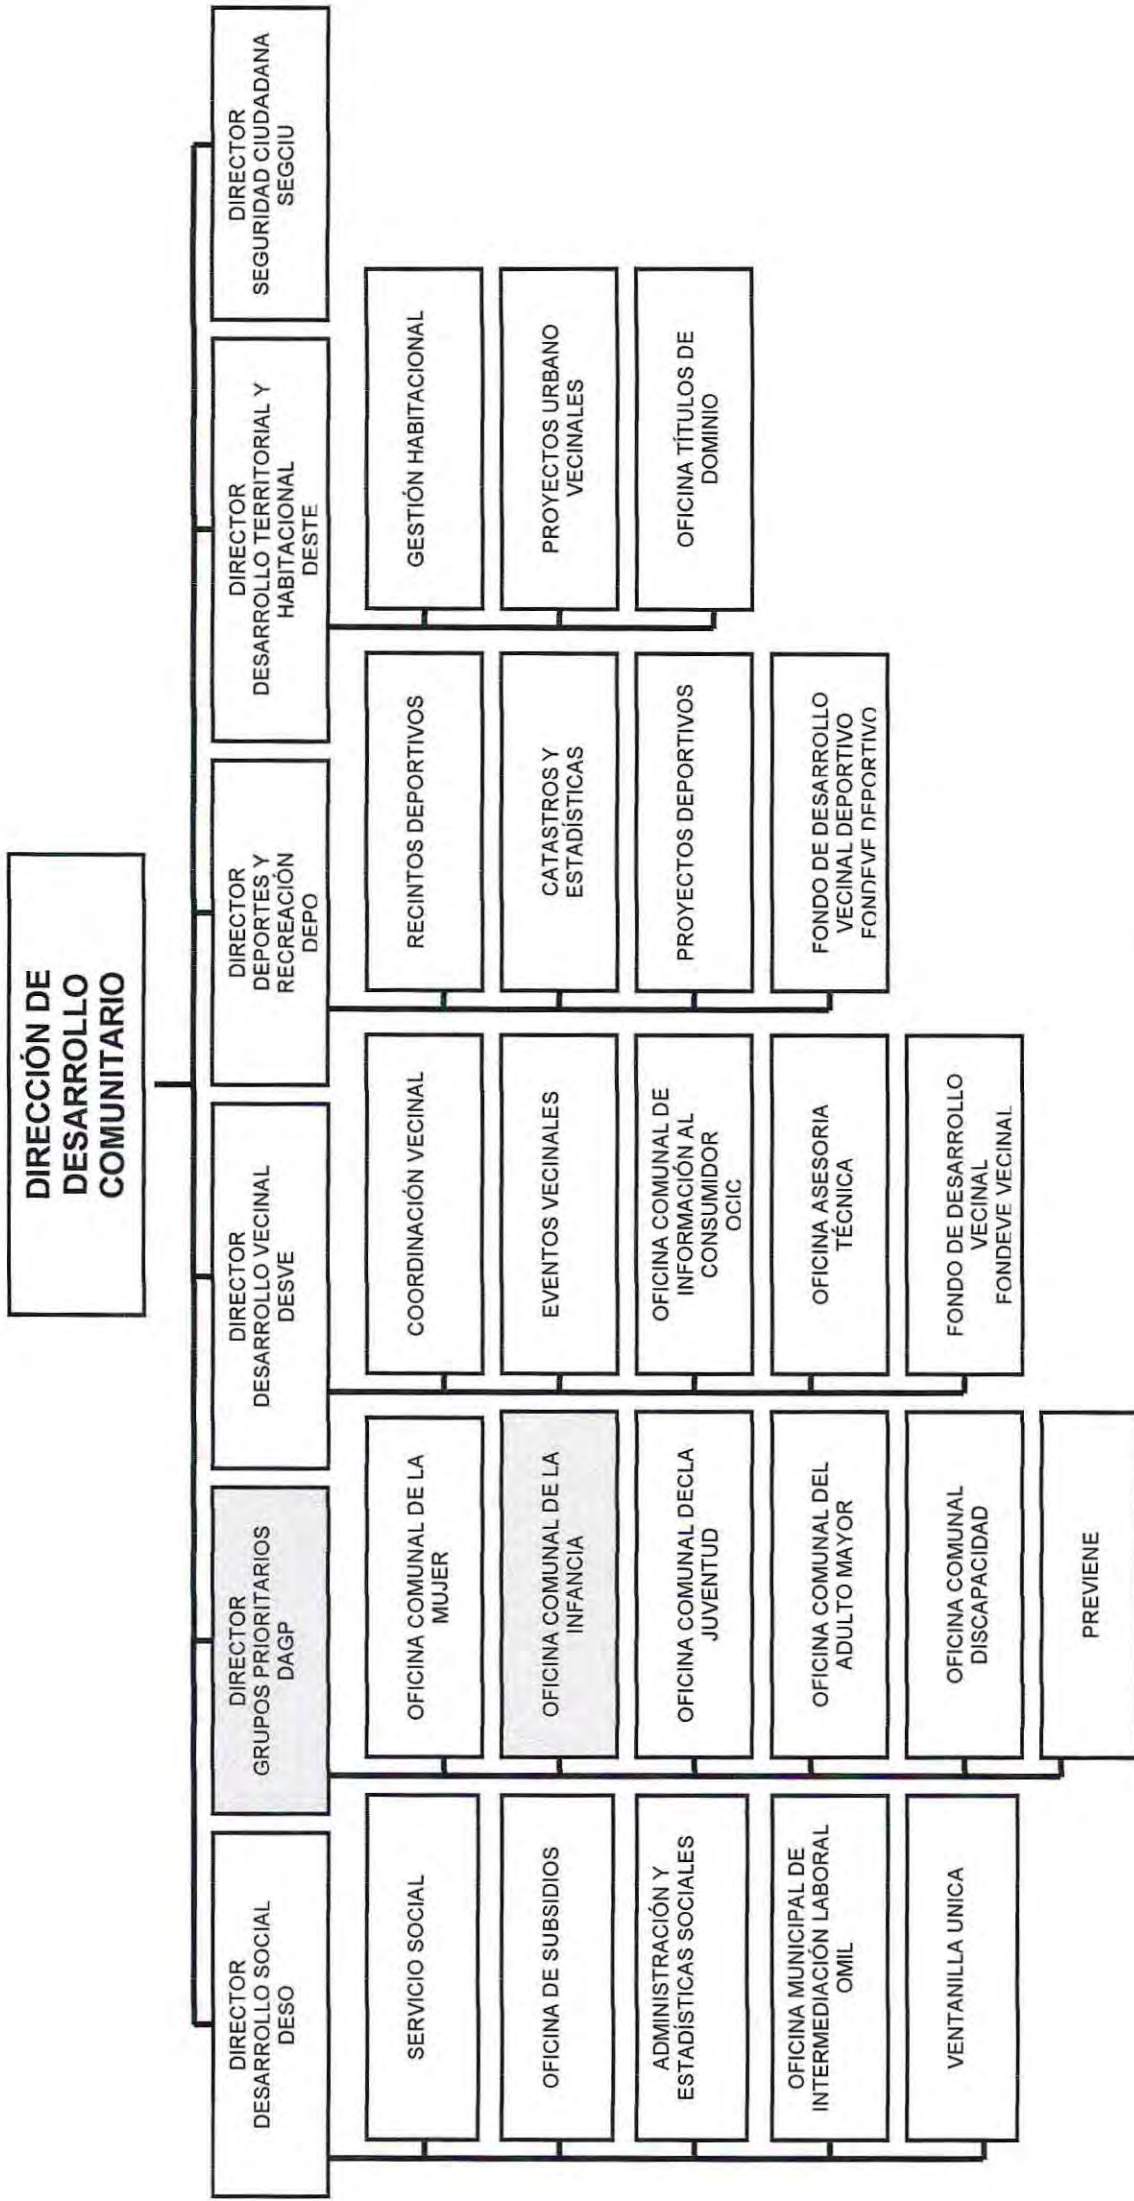 DIRECCIÓN DE
DESARROLLO
COMUNITARIO
DIRECTOR
DESARROLLO SOCIAL
DESO
DIRECTOR
GRUPOS PRIORITARIOS
DAGP
DIRECTOR
DESARROLLO VECINAL
DESVE
DIRECTOR
DEPORTES Y
RECREACIÓN
DEPO
DIRECTOR
DESARROLLO TERRITORIAL Y
HABITACIONAL
DESTE
DIRECTOR
SEGURIDAD CIUDADANA
SEGCIU
SERVICIO SOCIAL
OFICINA DE SUBSIDIOS
ADMINISTRACIÓN Y
ESTADÍSTICAS SOCIALES
OFICINA MUNICIPAL DE
INTERMEDIACIÓN LABORAL
OMIL
VENTANILLA UNICA
OFICINA COMUNAL DE LA
MUJER
OFICINA COMUNAL DE LA
INFANCIA
OFICINA COMUNAL DECLA
JUVENTUD
OFICINA COMUNAL DEL
ADULTO MAYOR
OFICINA COMUNAL
DISCAPACIDAD
PREVIENE
COORDINACIÓN VECINAL
EVENTOS VECINALES
OFICINA COMUNAL DE
INFORMACIÓN AL
CONSUMIDOR
OCIC
OFICINA ASESORIA
TÉCNICA
FONDO DE DESARROLLO
VECINAL
FONDEVE VECINAL
RECINTOS DEPORTIVOS
CATASTROS Y
ESTADÍSTICAS
PROYECTOS DEPORTIVOS
FONDO DE DESARROLLO
VECINAL DEPORTIVO
FONDEVE DEPORTIVO
GESTIÓN HABITACIONAL
PROYECTOS URBANO
VECINALES
OFICINA TÍTULOS DE
DOMINIO